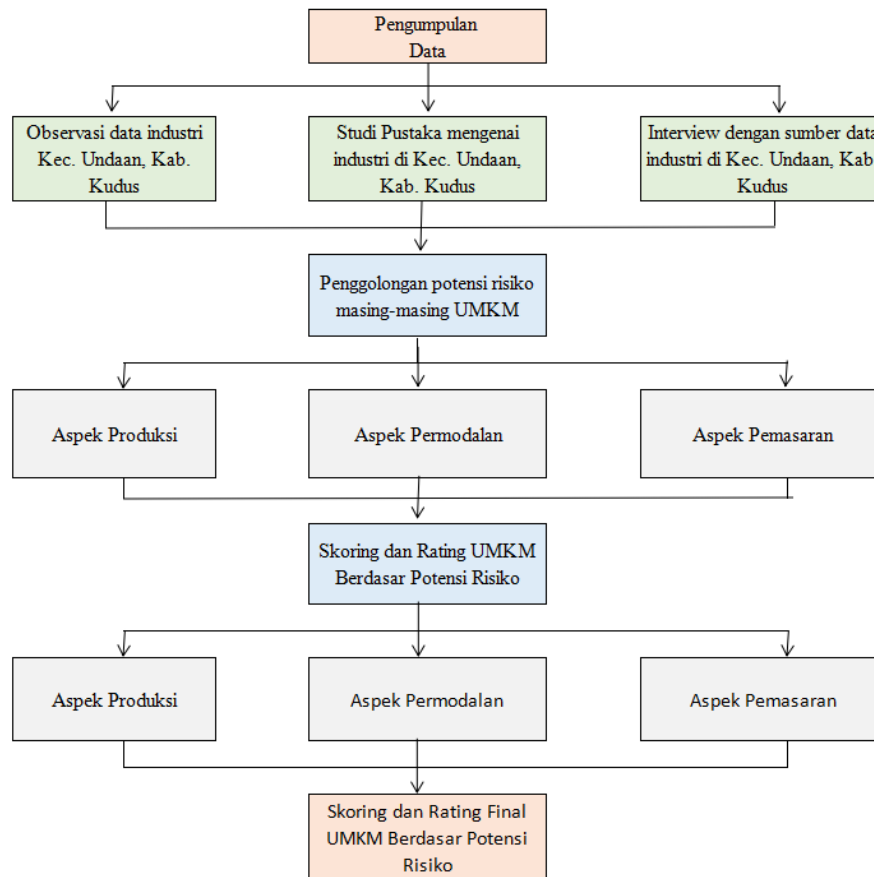 Pengumpulan
Data
Observasi data industri
Kec. Undaan, Kab.
Kudus
Studi Pustaka mengenai
industri di Kec. Undaan,
Kab. Kudus
Interview dengan sumber data
industri di Kec. Undaan, Kab.
Kudus
Penggolongan potensi risiko
masing-masing UMKM
Aspek Produksi
Aspek Permodalan
Aspek Pemasaran
Skoring dan Rating UMKM
Berdasar Potensi Risiko
Aspek Produksi
Aspek Permodalan
Aspek Pemasaran
Skoring dan Rating Final
UMKM Berdasar Potensi
Risiko